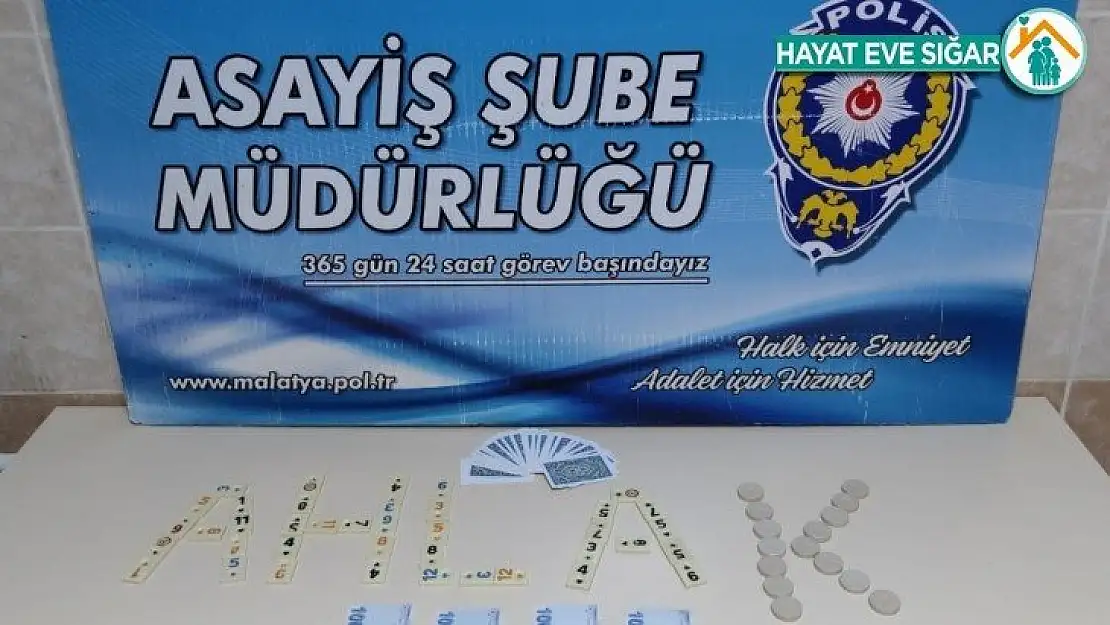 POLİS
HAYAT EVE SIĞAR
ASAYİŞ ŞUBE
MÜDÜRLÜĞÜ
365 gün 24 saat görev başındayız
Halk için Emniyet
www.malatya.pol.tr
Adalet için Hizmet
AHLAK